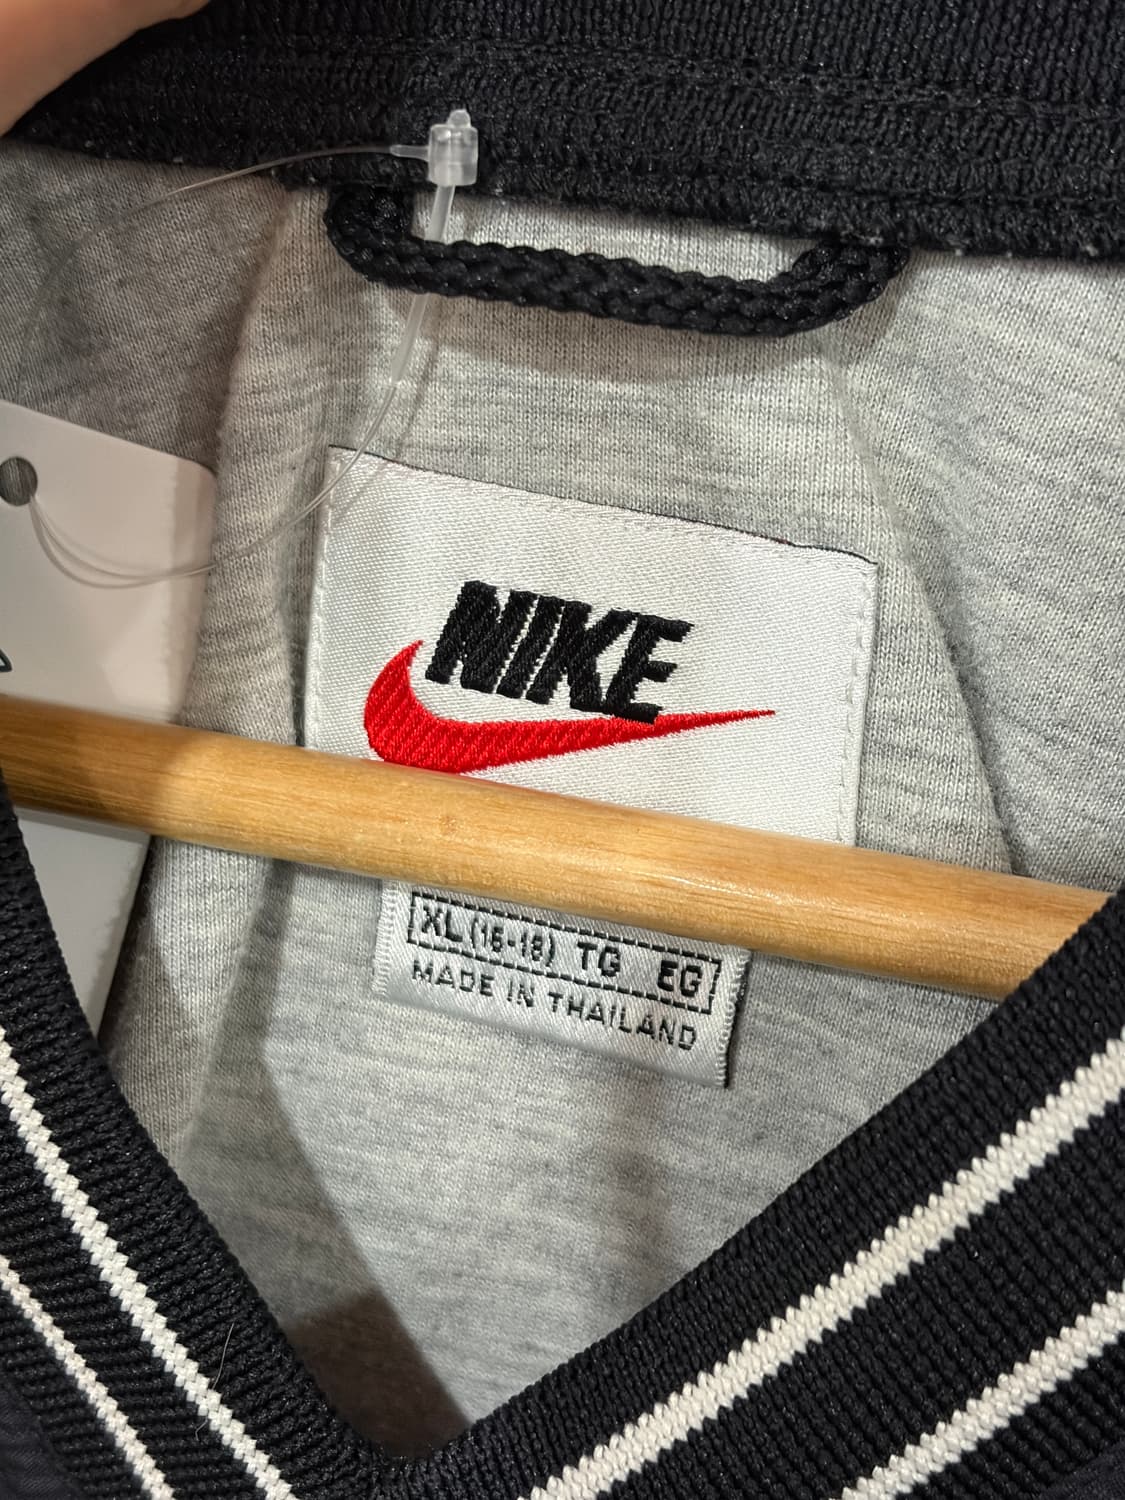 NIKE
XL (16-18) TG EG
MADE IN THAILAND